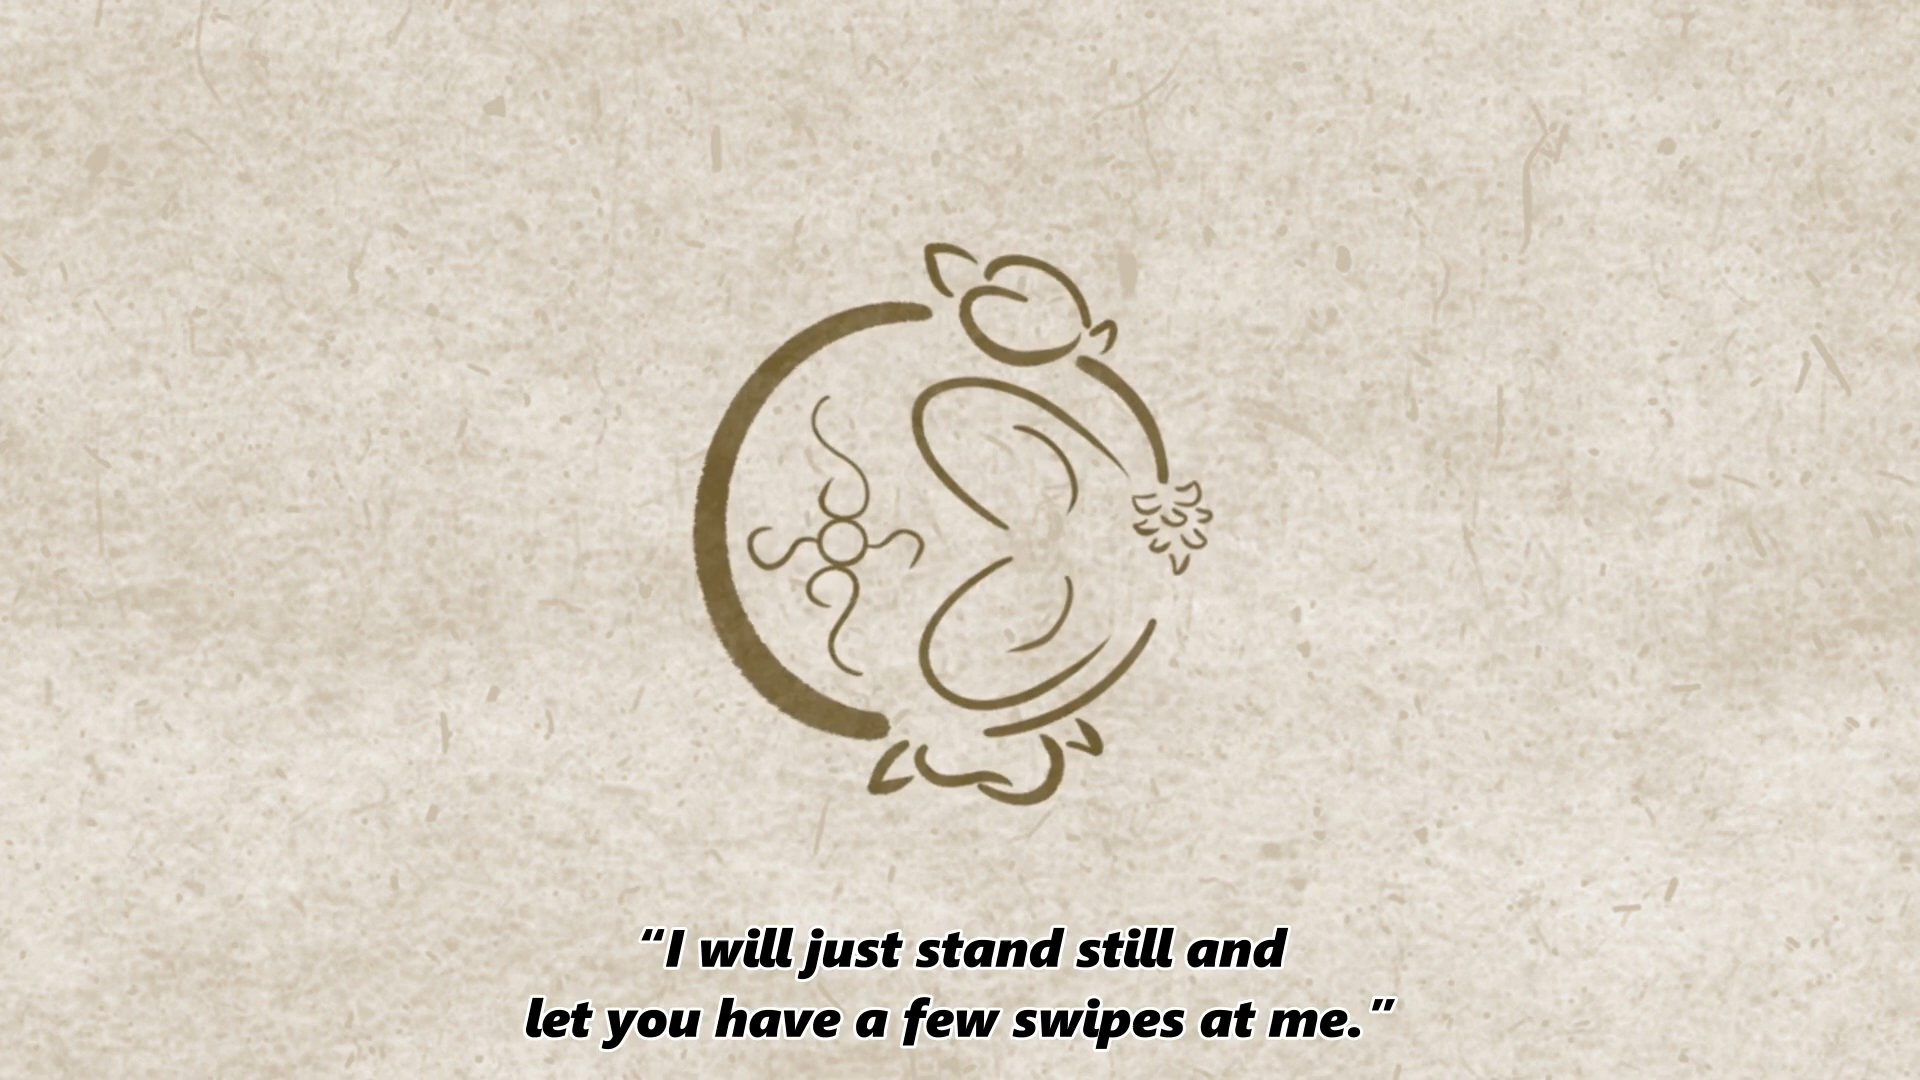 “I will just stand still and
let you have a few swipes at me.”